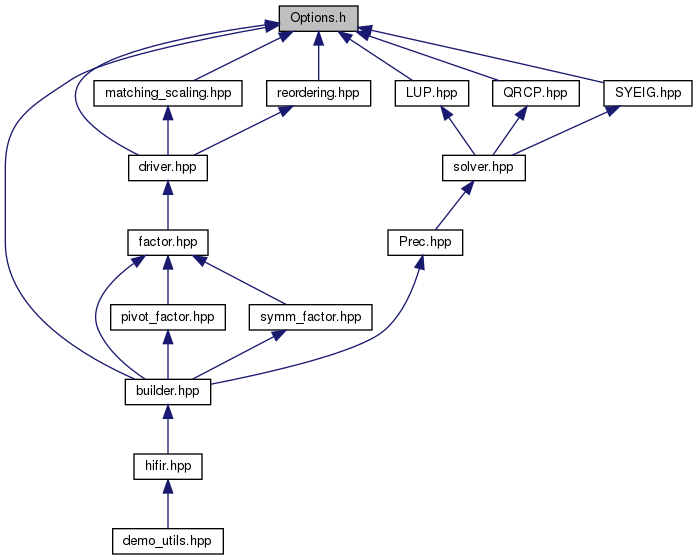 Options.h
matching_scaling.hpp
reordering.hpp
LUP.hpp
QRCP.hpp
SYEIG.hpp
driver.hpp
solver.hpp
factor.hpp
Prec.hpp
pivot_factor.hpp
symm_factor.hpp
builder.hpp
hifir.hpp
demo_utils.hpp